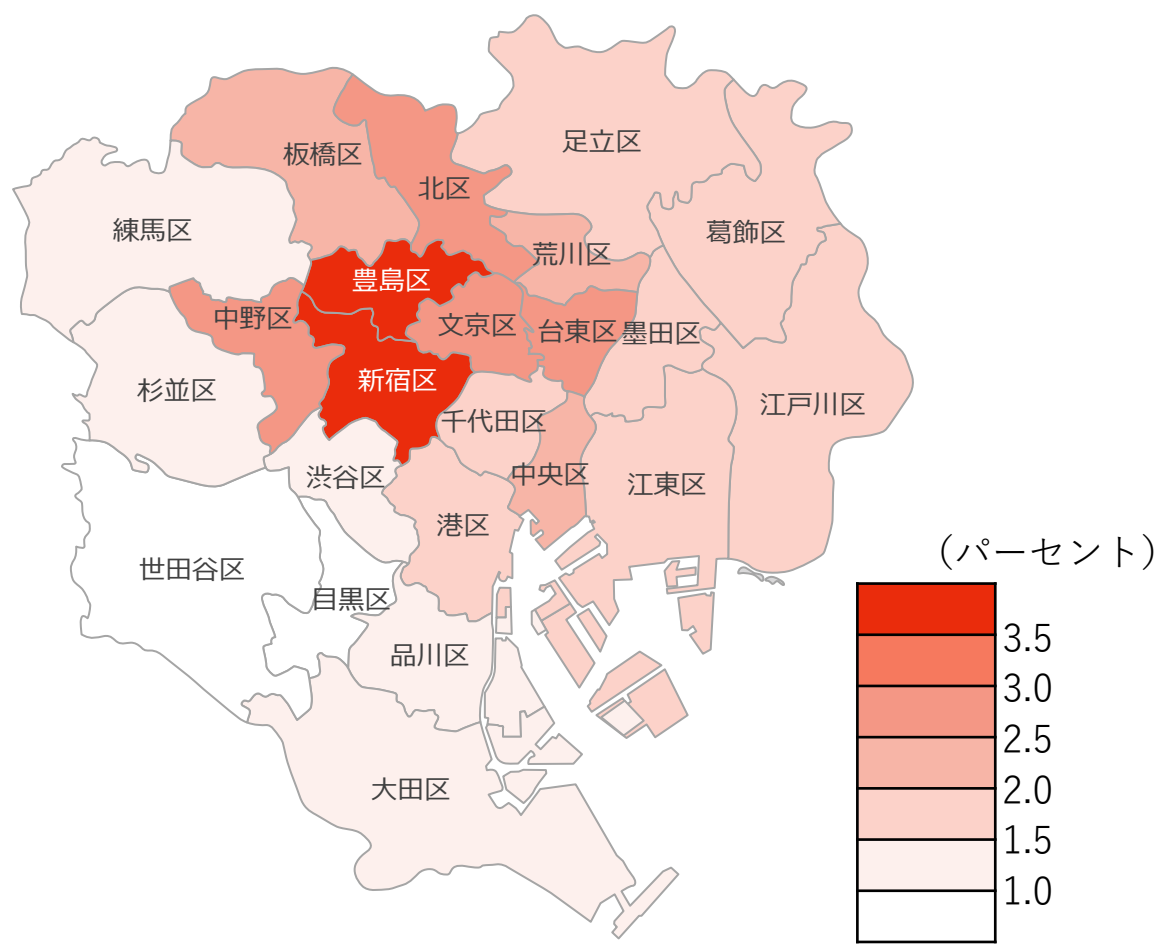 足立区
板橋区
北区
練馬区
葛飾区
荒川区
豊島区
中野区
文京区
台東区
墨田区
新宿区
杉並区
江戸川区
千代田区
渋谷区
中央区
江東区
港区
(パーセント)
世田谷区
目黒区
3.5
品川区
3.0
2.5
大田区
2.0
1.5
1.0